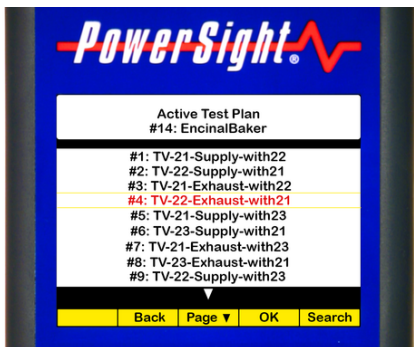 PowerSight®
Active Test Plan
#14: EncinalBaker
#1: TV-21-Supply-with22
#2: TV-22-Supply-with21
#3: TV-21-Exhaust-with22
#4: TV-22-Exhaust-with21
#5: TV-21-Supply-with23
#6: TV-23-Supply-with21
#7: TV-21-Exhaust-with23
#8: TV-23-Exhaust-with21
#9: TV-22-Supply-with23
Back Page ▼ OK Search